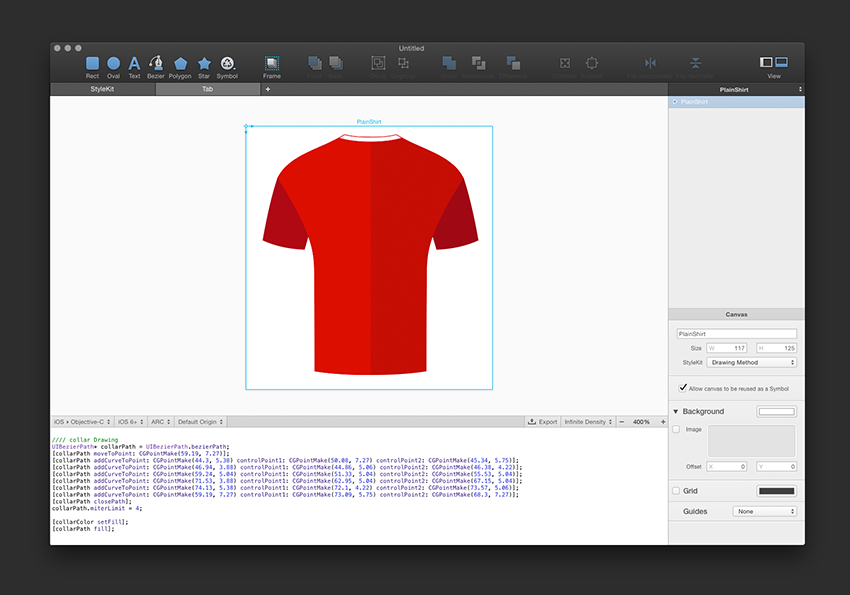 Untitled
Rect Oval Text Bezier Polygon Star Symbol Frame View
StyleKit Tab + PlainShirt
PlainShirt
PlainShirt
Canvas
PlainShirt
Size W 117 H 125
StyleKit Drawing Method
Allow canvas to be reused as a Symbol
Background
Image
Offset X 0 Y 0
Grid
Guides None
iOS ▸ Objective-C iOS 6+ ARC Default Origin Export Infinite Density − 400% +
//// collar Drawing
UIBezierPath* collarPath = UIBezierPath.bezierPath;
[collarPath moveToPoint: CGPointMake(59.19, 7.27)];
[collarPath addCurveToPoint: CGPointMake(44.3, 5.38) controlPoint1: CGPointMake(50.08, 7.27) controlPoint2: CGPointMake(45.34, 5.75)];
[collarPath addCurveToPoint: CGPointMake(46.94, 3.88) controlPoint1: CGPointMake(44.86, 5.06) controlPoint2: CGPointMake(46.38, 4.22)];
[collarPath addCurveToPoint: CGPointMake(59.24, 5.04) controlPoint1: CGPointMake(51.33, 5.04) controlPoint2: CGPointMake(55.53, 5.04)];
[collarPath addCurveToPoint: CGPointMake(71.53, 3.88) controlPoint1: CGPointMake(62.95, 5.04) controlPoint2: CGPointMake(67.15, 5.04)];
[collarPath addCurveToPoint: CGPointMake(74.13, 5.38) controlPoint1: CGPointMake(72.1, 4.22) controlPoint2: CGPointMake(73.57, 5.06)];
[collarPath addCurveToPoint: CGPointMake(59.19, 7.27) controlPoint1: CGPointMake(73.09, 5.75) controlPoint2: CGPointMake(68.3, 7.27)];
[collarPath closePath];
collarPath.miterLimit = 4;
[collarColor setFill];
[collarPath fill];